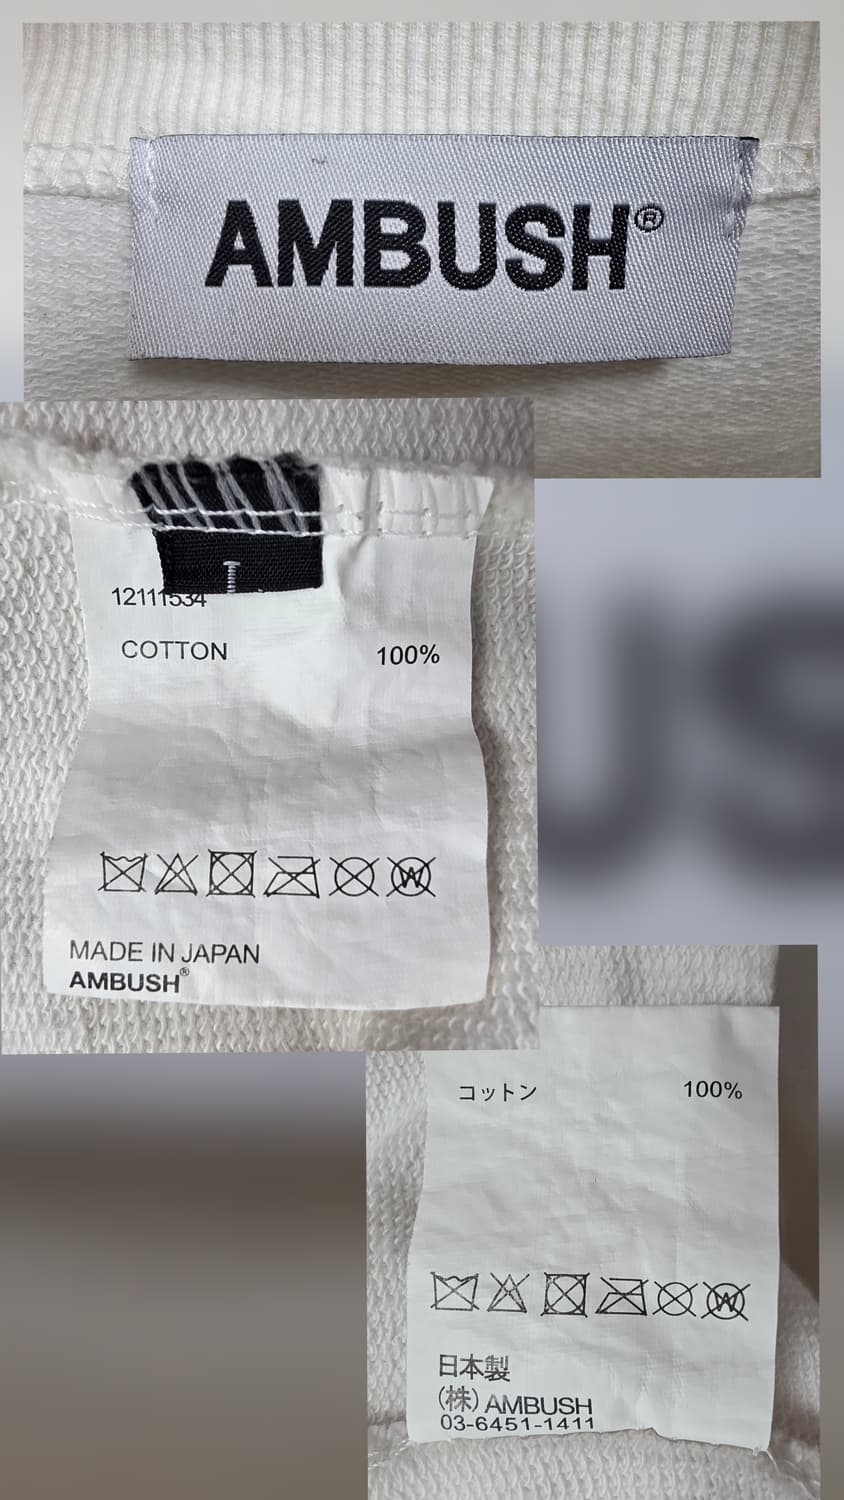 AMBUSH®
12111534
COTTON 100%
MADE IN JAPAN
AMBUSH®
コットン 100%
日本製
(株) AMBUSH
03-6451-1411